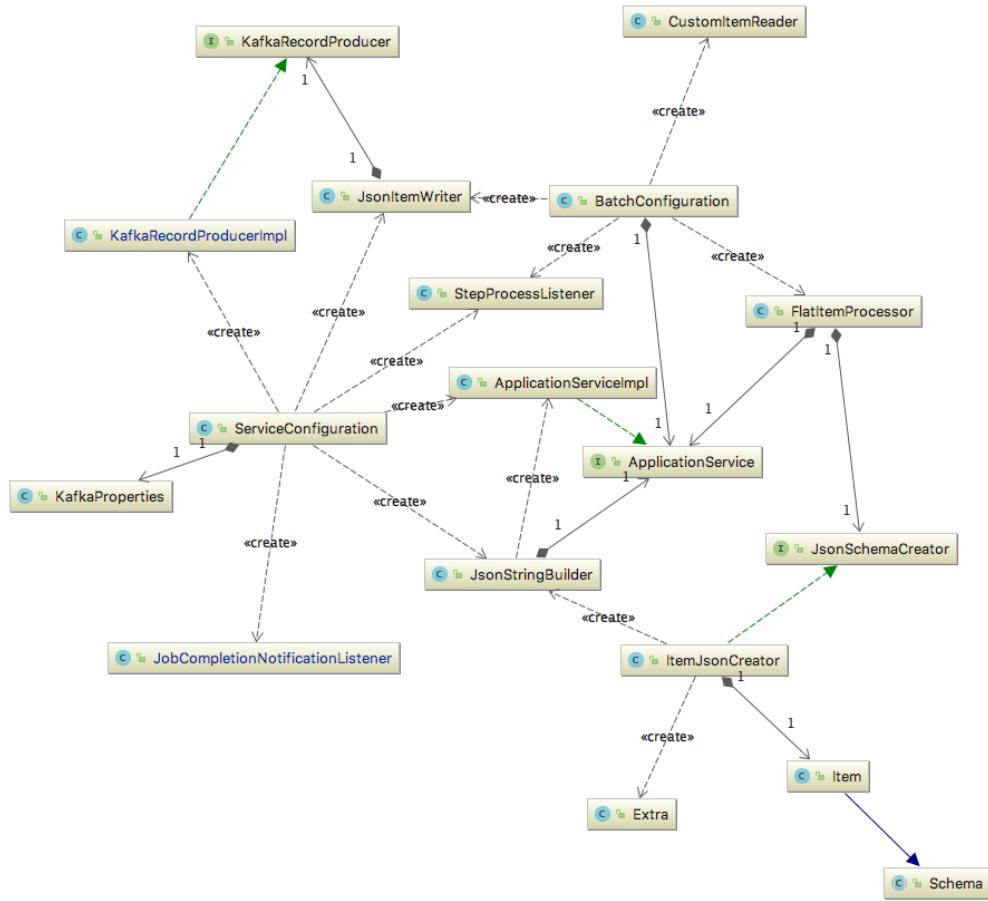 I KafkaRecordProducer
C CustomItemReader
1
«create»
1
C JsonItemWriter
«create»
C BatchConfiguration
C KafkaRecordProducerImpl
1
«create»
«create»
C StepProcessListener
C FlatItemProcessor
«create»
«create»
1
1
«create»
C ApplicationServiceImpl
«create»
1
C ServiceConfiguration
1
1
1
C KafkaProperties
I ApplicationService
1
«create»
«create»
1
1
«create»
I JsonSchemaCreator
C JsonStringBuilder
«create»
C JobCompletionNotificationListener
C ItemJsonCreator
1
1
«create»
C Item
C Extra
C Schema